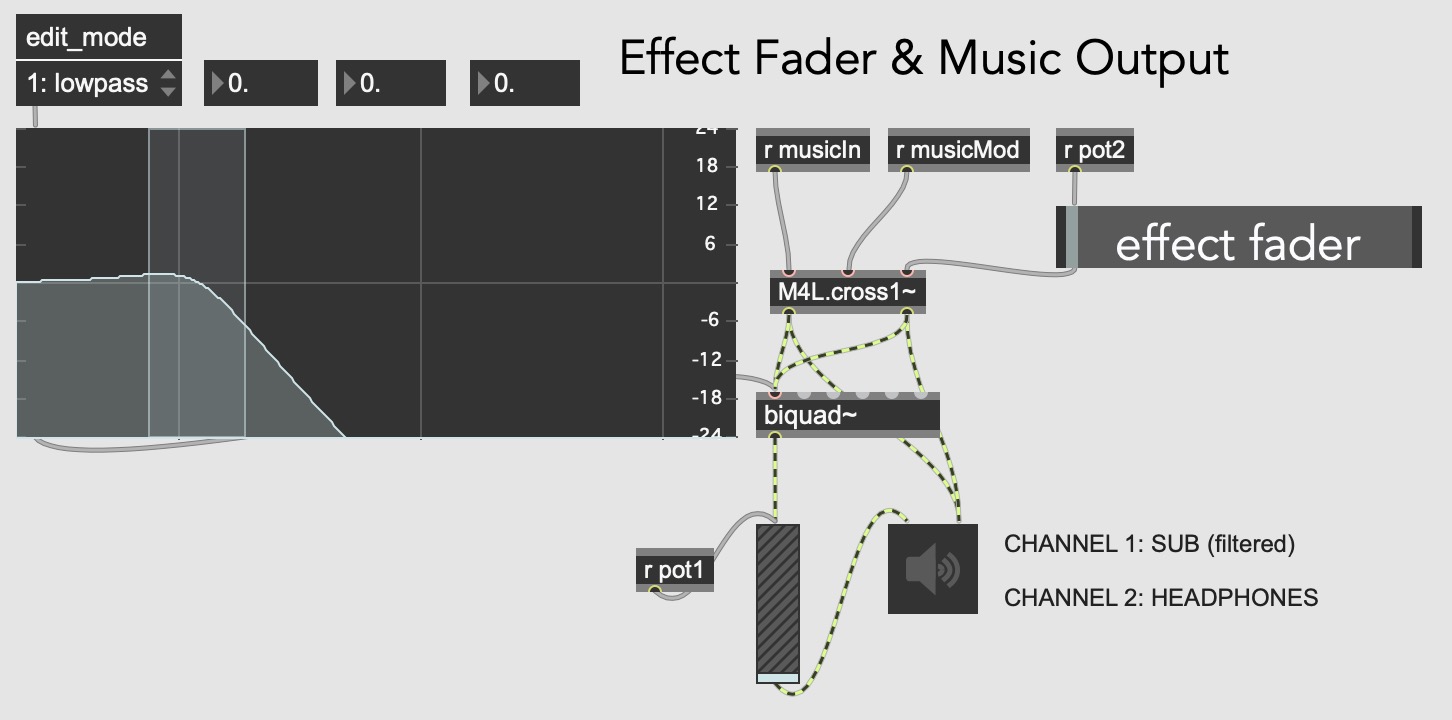 edit_mode
1: lowpass
0.
0.
0.
Effect Fader & Music Output
24
18
12
6
-6
-12
-18
-24
r musicIn
r musicMod
r pot2
effect fader
M4L.cross1~
biquad~
r pot1
CHANNEL 1: SUB (filtered)
CHANNEL 2: HEADPHONES